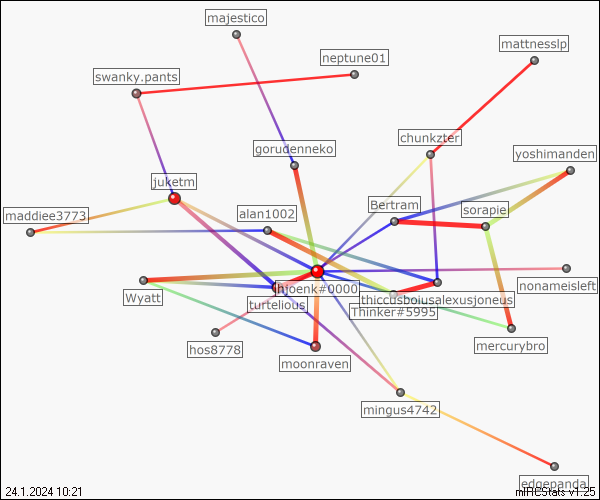 majestico
mattnesslp
neptune01
swanky.pants
chunkzter
gorudenneko
yoshimanden
juketm
Bertram
sorapie
alan1002
maddiee3773
hjoenk#0000
nonameisleft
Wyatt
thiccusboiusalexusjoneus
turtelious
Thinker#5995
mercurybro
hos8778
moonraven
mingus4742
edgepanda
24.1.2024 10:21
mIRCStats v1.25